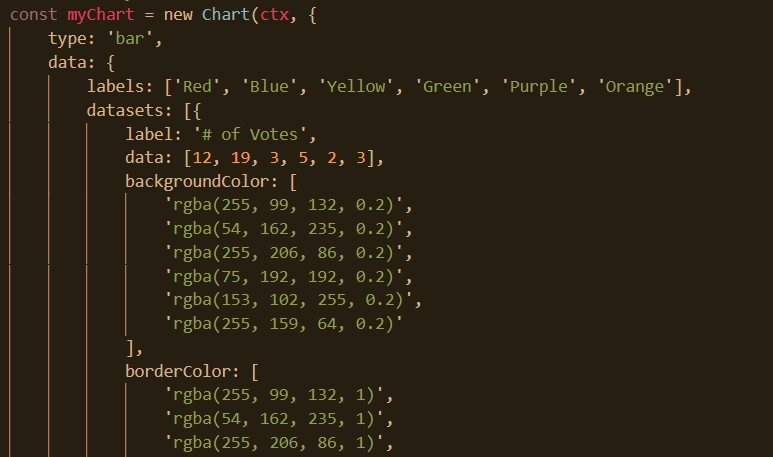 const myChart = new Chart(ctx, {
type: 'bar',
data: {
labels: ['Red', 'Blue', 'Yellow', 'Green', 'Purple', 'Orange'],
datasets: [{
label: '# of Votes',
data: [12, 19, 3, 5, 2, 3],
backgroundColor: [
'rgba(255, 99, 132, 0.2)',
'rgba(54, 162, 235, 0.2)',
'rgba(255, 206, 86, 0.2)',
'rgba(75, 192, 192, 0.2)',
'rgba(153, 102, 255, 0.2)',
'rgba(255, 159, 64, 0.2)'
],
borderColor: [
'rgba(255, 99, 132, 1)',
'rgba(54, 162, 235, 1)',
'rgba(255, 206, 86, 1)',